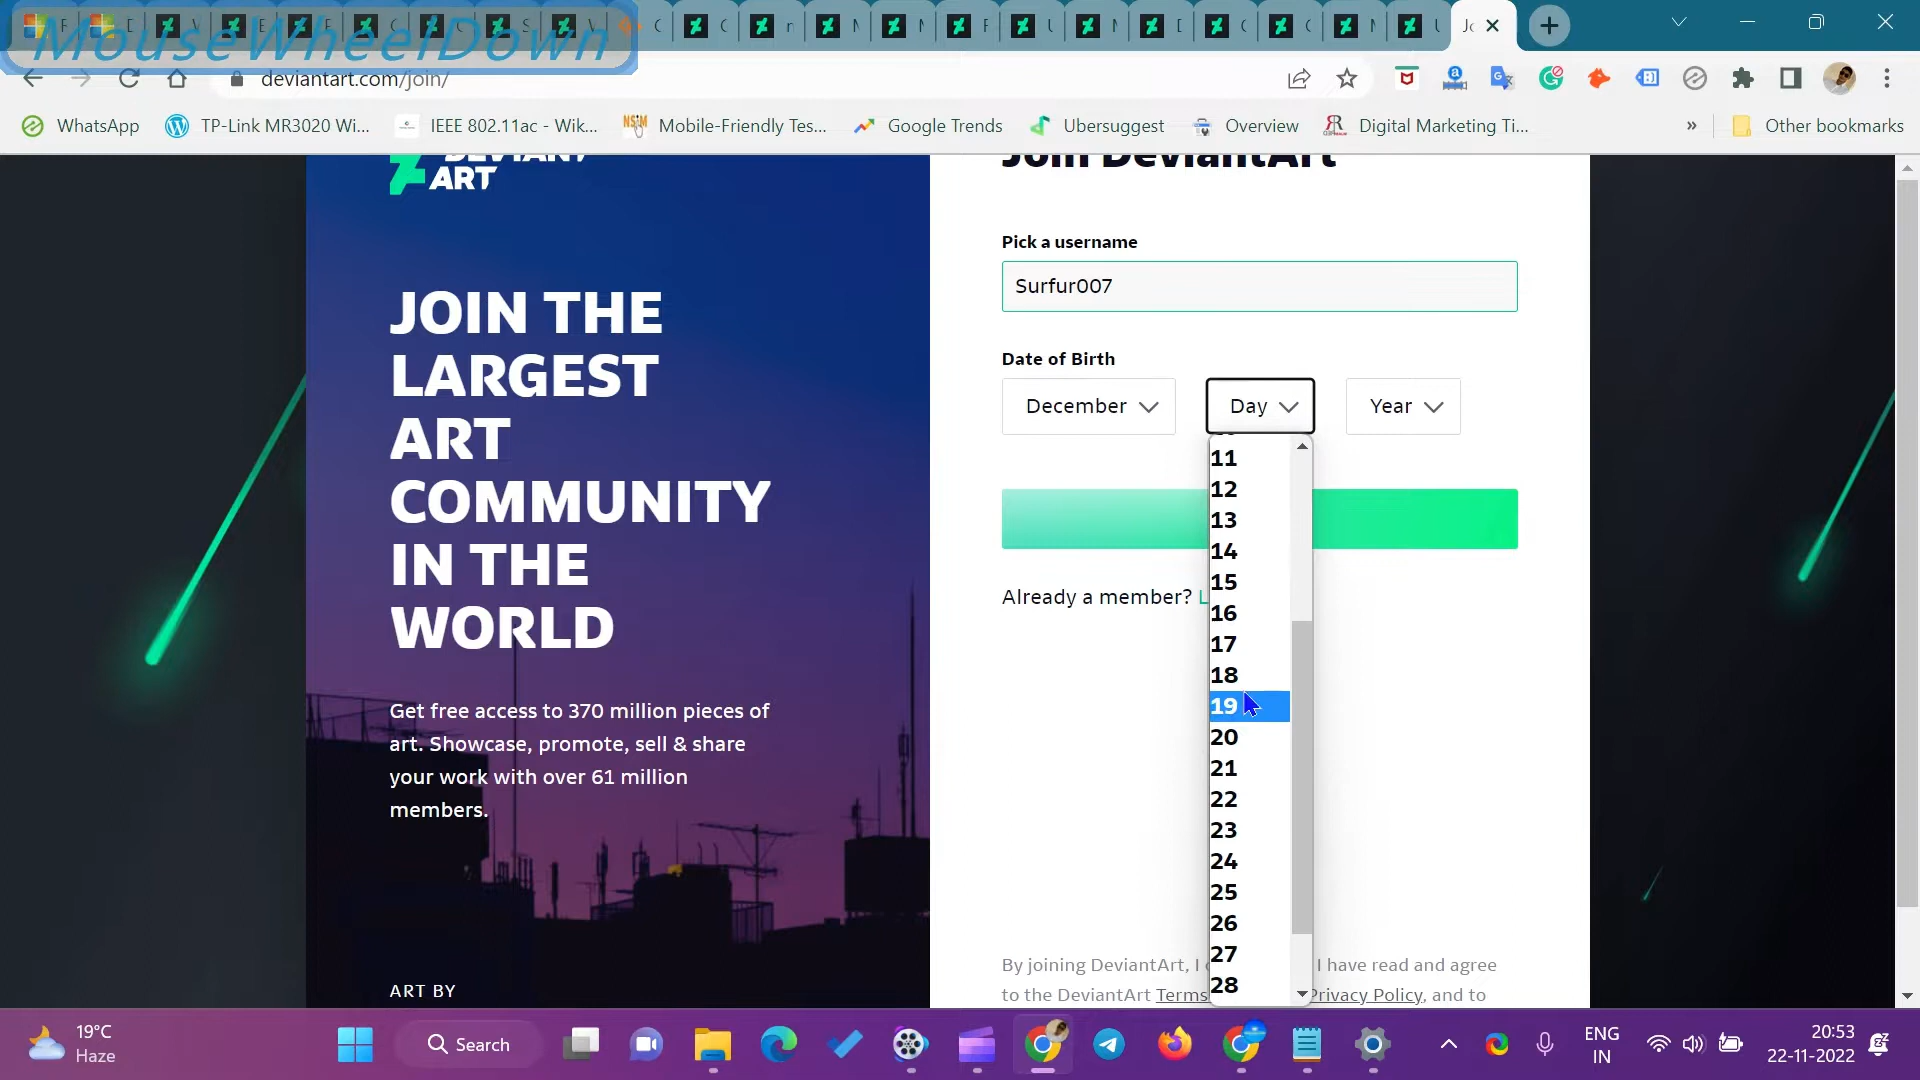 MouseWheelDown
deviantart.com/join/
WhatsApp
TP-Link MR3020 Wi...
IEEE 802.11ac - Wik...
Mobile-Friendly Tes...
Google Trends
Ubersuggest
Overview
Digital Marketing Ti...
»
Other bookmarks
ART
JOIN THE
LARGEST
ART
COMMUNITY
IN THE
WORLD
Get free access to 370 million pieces of
art. Showcase, promote, sell & share
your work with over 61 million
members.
ART BY
Join DeviantArt
Pick a username
Surfur007
Date of Birth
December
Day
Year
11
12
13
14
15
16
17
18
19
20
21
22
23
24
25
26
27
28
Already a member?
By joining DeviantArt, I I have read and agree
to the DeviantArt Terms Privacy Policy, and to
19°C
Haze
Search
ENG
IN
20:53
22-11-2022